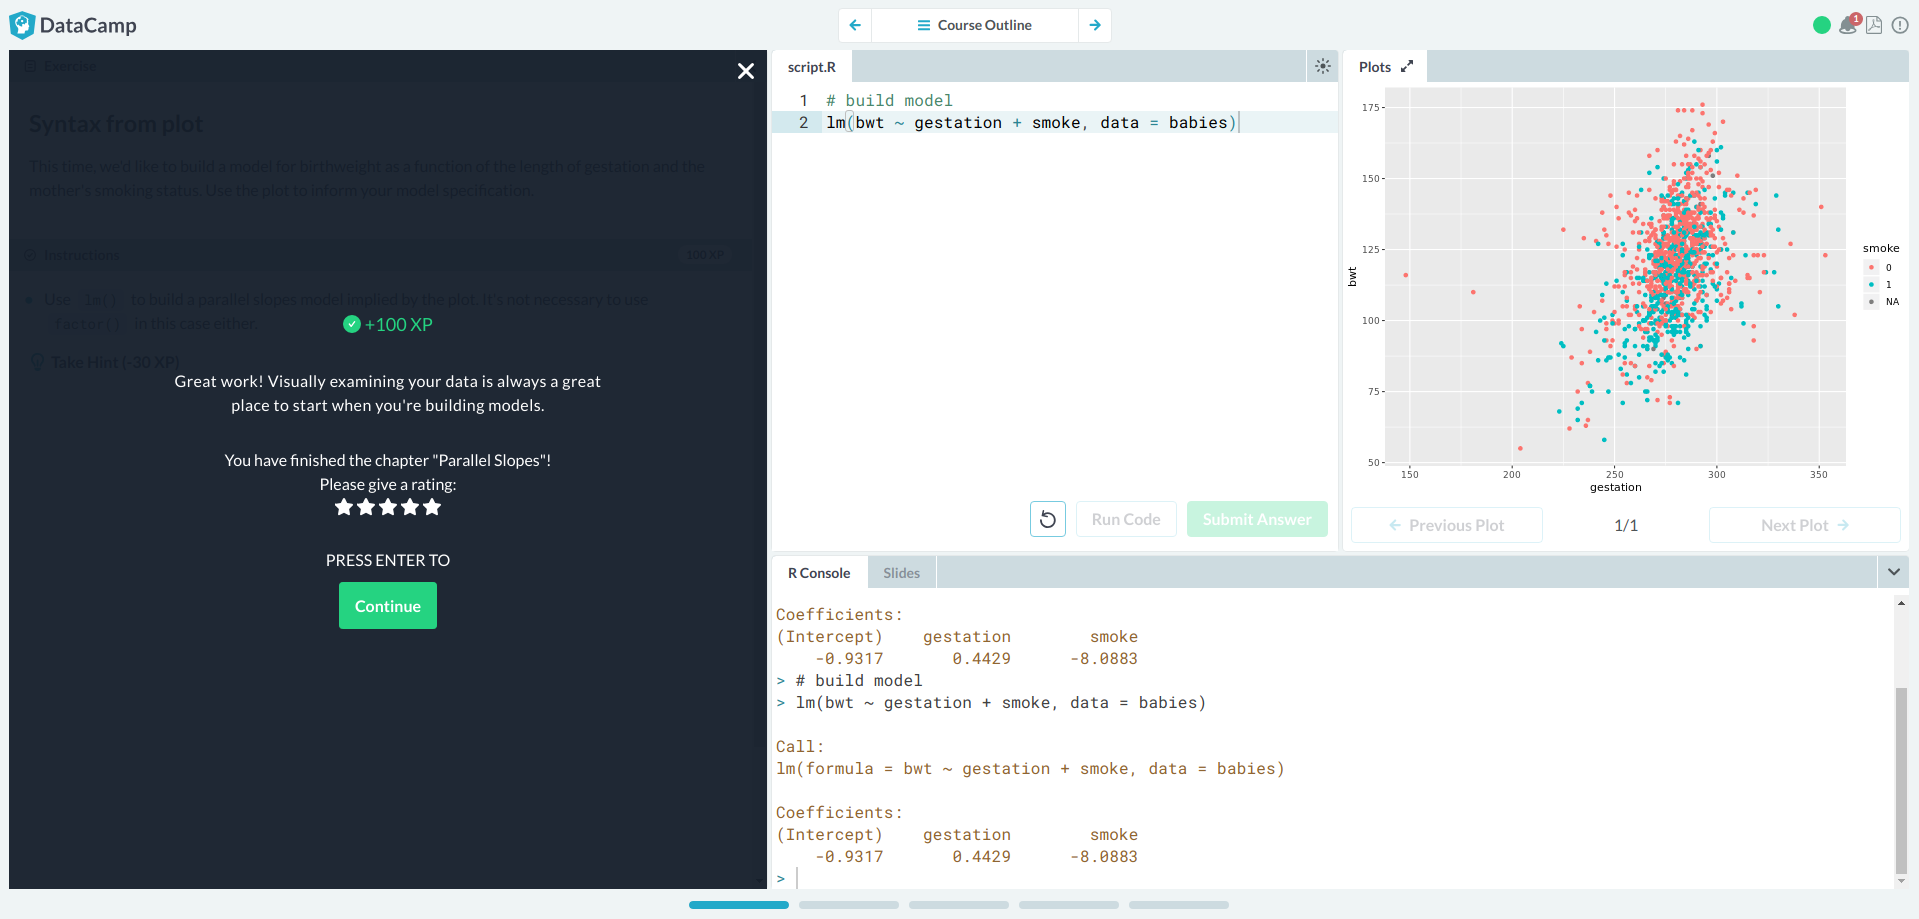 DataCamp
Course Outline
1
Exercise
Syntax from plot
This time, we'd like to build a model for birthweight as a function of the length of gestation and the
mother's smoking status. Use the plot to inform your model specification.
Instructions
100 XP
Use lm() to build a parallel slopes model implied by the plot. It's not necessary to use
factor() in this case either.
Take Hint (-30 XP)
+100 XP
Great work! Visually examining your data is always a great
place to start when you're building models.
You have finished the chapter "Parallel Slopes"!
Please give a rating:
PRESS ENTER TO
Continue
script.R
1 # build model
2 lm(bwt ~ gestation + smoke, data = babies)
Run Code
Submit Answer
Plots
175
150
125
100
75
50
bwt
150 200 250 300 350
gestation
smoke
0
1
NA
Previous Plot
1/1
Next Plot
R Console
Slides
Coefficients:
(Intercept) gestation smoke
-0.9317 0.4429 -8.0883
> # build model
> lm(bwt ~ gestation + smoke, data = babies)
Call:
lm(formula = bwt ~ gestation + smoke, data = babies)
Coefficients:
(Intercept) gestation smoke
-0.9317 0.4429 -8.0883
>